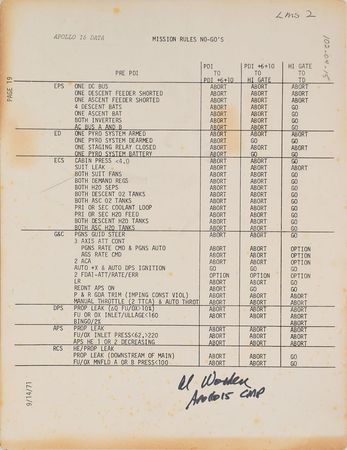 LMS 2
APOLLO 16 DATA MISSION RULES NO-GO'S
PAGE 19
PDI PDI +6+10 HI GATE
TO TO TO
PRE PDI PDI +6+10 HI GATE TD
EPS ONE DC BUS ABORT ABORT ABORT
ONE DESCENT FEEDER SHORTED ABORT ABORT ABORT
ONE ASCENT FEEDER SHORTED ABORT ABORT ABORT
4 DESCENT BATS ABORT ABORT GO
ONE ASCENT BAT ABORT ABORT GO
BOTH INVERTERS ABORT ABORT GO
AC BUS A AND B ABORT ABORT GO
ED ONE PYRO SYSTEM ARMED ABORT ABORT ABORT
ONE PYRO SYSTEM DEARMED ABORT GO GO
ONE STAGING RELAY CLOSED ABORT ABORT ABORT
ONE PYRO SYSTEM BATTERY ABORT GO GO
ECS CABIN PRESS <4.0 ABORT ABORT GO
SUIT LEAK ABORT ABORT ABORT
BOTH SUIT FANS ABORT ABORT GO
BOTH DEMAND REGS ABORT ABORT GO
BOTH H2O SEPS ABORT ABORT GO
BOTH DESCENT O2 TANKS ABORT ABORT GO
BOTH ASC O2 TANKS ABORT ABORT GO
PRI OR SEC COOLANT LOOP ABORT ABORT GO
PRI OR SEC H2O FEED ABORT ABORT GO
BOTH DESCENT H2O TANKS ABORT ABORT GO
BOTH ASC H2O TANKS ABORT ABORT GO
G&C PGNS GUID STEER ABORT ABORT GO
3 AXIS ATT CONT
PGNS RATE CMD & PGNS AUTO ABORT ABORT OPTION
AGS RATE CMD ABORT ABORT OPTION
2 ACA ABORT ABORT OPTION
AUTO +X & AUTO DPS IGNITION GO GO GO
2 FDAI-ATT/RATE/ERR OPTION OPTION OPTION
LR ABORT ABORT GO
REDNT APS ON ABORT ABORT GO
P & R GDA TRIM (IMPENG CONST VIOL) ABORT ABORT ABORT
MANUAL THROTTLE (2 TTCA) & AUTO THROT ABORT ABORT ABORT
DPS PROP LEAK ABORT ABORT ABORT
FU OR OX INLET/ULLAGE<160 ABORT ABORT ABORT
BINGO/2% ABORT
APS PROP LEAK ABORT ABORT ABORT
FU/OX INLET PRESS<62,>220 ABORT ABORT ABORT
APS HE 1 OR 2 DECREASING ABORT ABORT ABORT
RCS HE/PROP LEAK
PROP LEAK (DOWNSTREAM OF MAIN) ABORT ABORT GO
FU/OX MNFLD A OR B PRESS<100 ABORT ABORT GO
Al Worden
Apollo 15 CMP
9/14/71